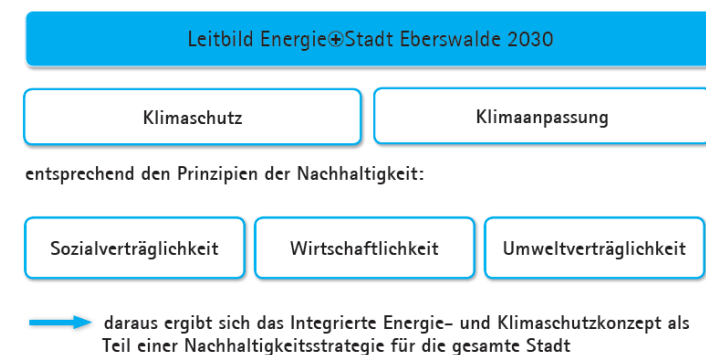 Leitbild Energie⊕Stadt Eberswalde 2030
Klimaschutz
Klimaanpassung
entsprechend den Prinzipien der Nachhaltigkeit:
Sozialverträglichkeit
Wirtschaftlichkeit
Umweltverträglichkeit
daraus ergibt sich das Integrierte Energie- und Klimaschutzkonzept als
Teil einer Nachhaltigkeitsstrategie für die gesamte Stadt